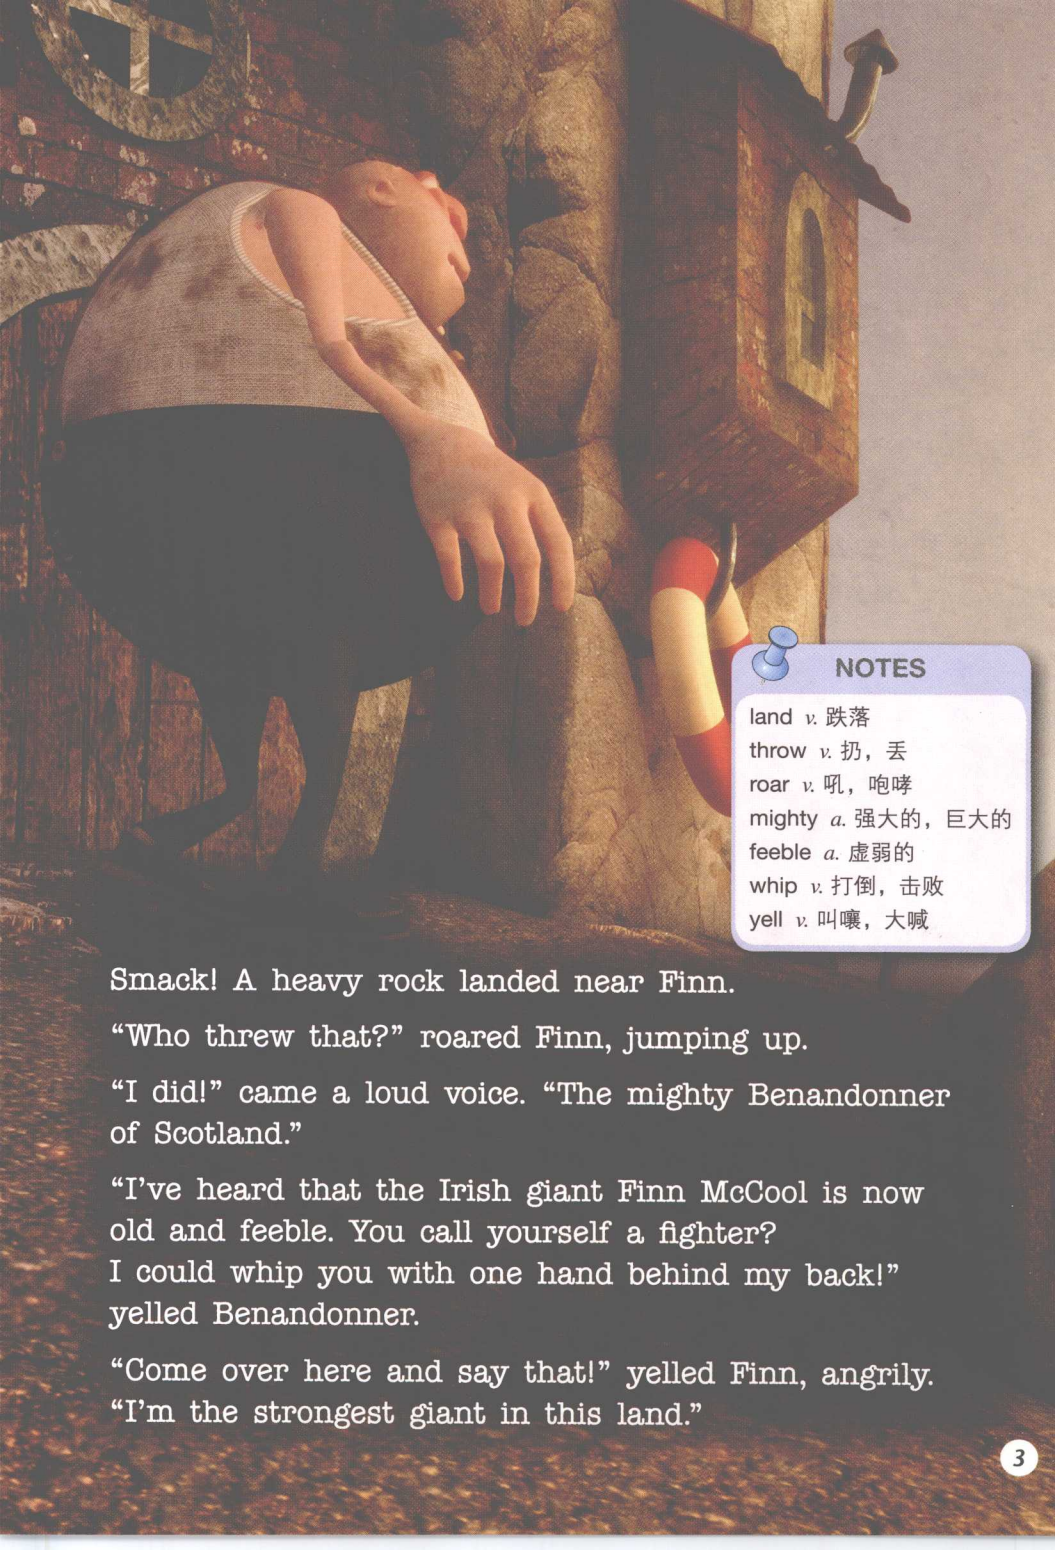 NOTES
land v. 跌落
throw v. 扔，丢
roar v. 吼，咆哮
mighty a. 强大的，巨大的
feeble a. 虚弱的
whip v. 打倒，击败
yell v. 叫嚷，大喊
Smack! A heavy rock landed near Finn.
“Who threw that?” roared Finn, jumping up.
“I did!” came a loud voice. “The mighty Benandonner
of Scotland.”
“I’ve heard that the Irish giant Finn McCool is now
old and feeble. You call yourself a fighter?
I could whip you with one hand behind my back!”
yelled Benandonner.
“Come over here and say that!” yelled Finn, angrily.
“I’m the strongest giant in this land.”
3